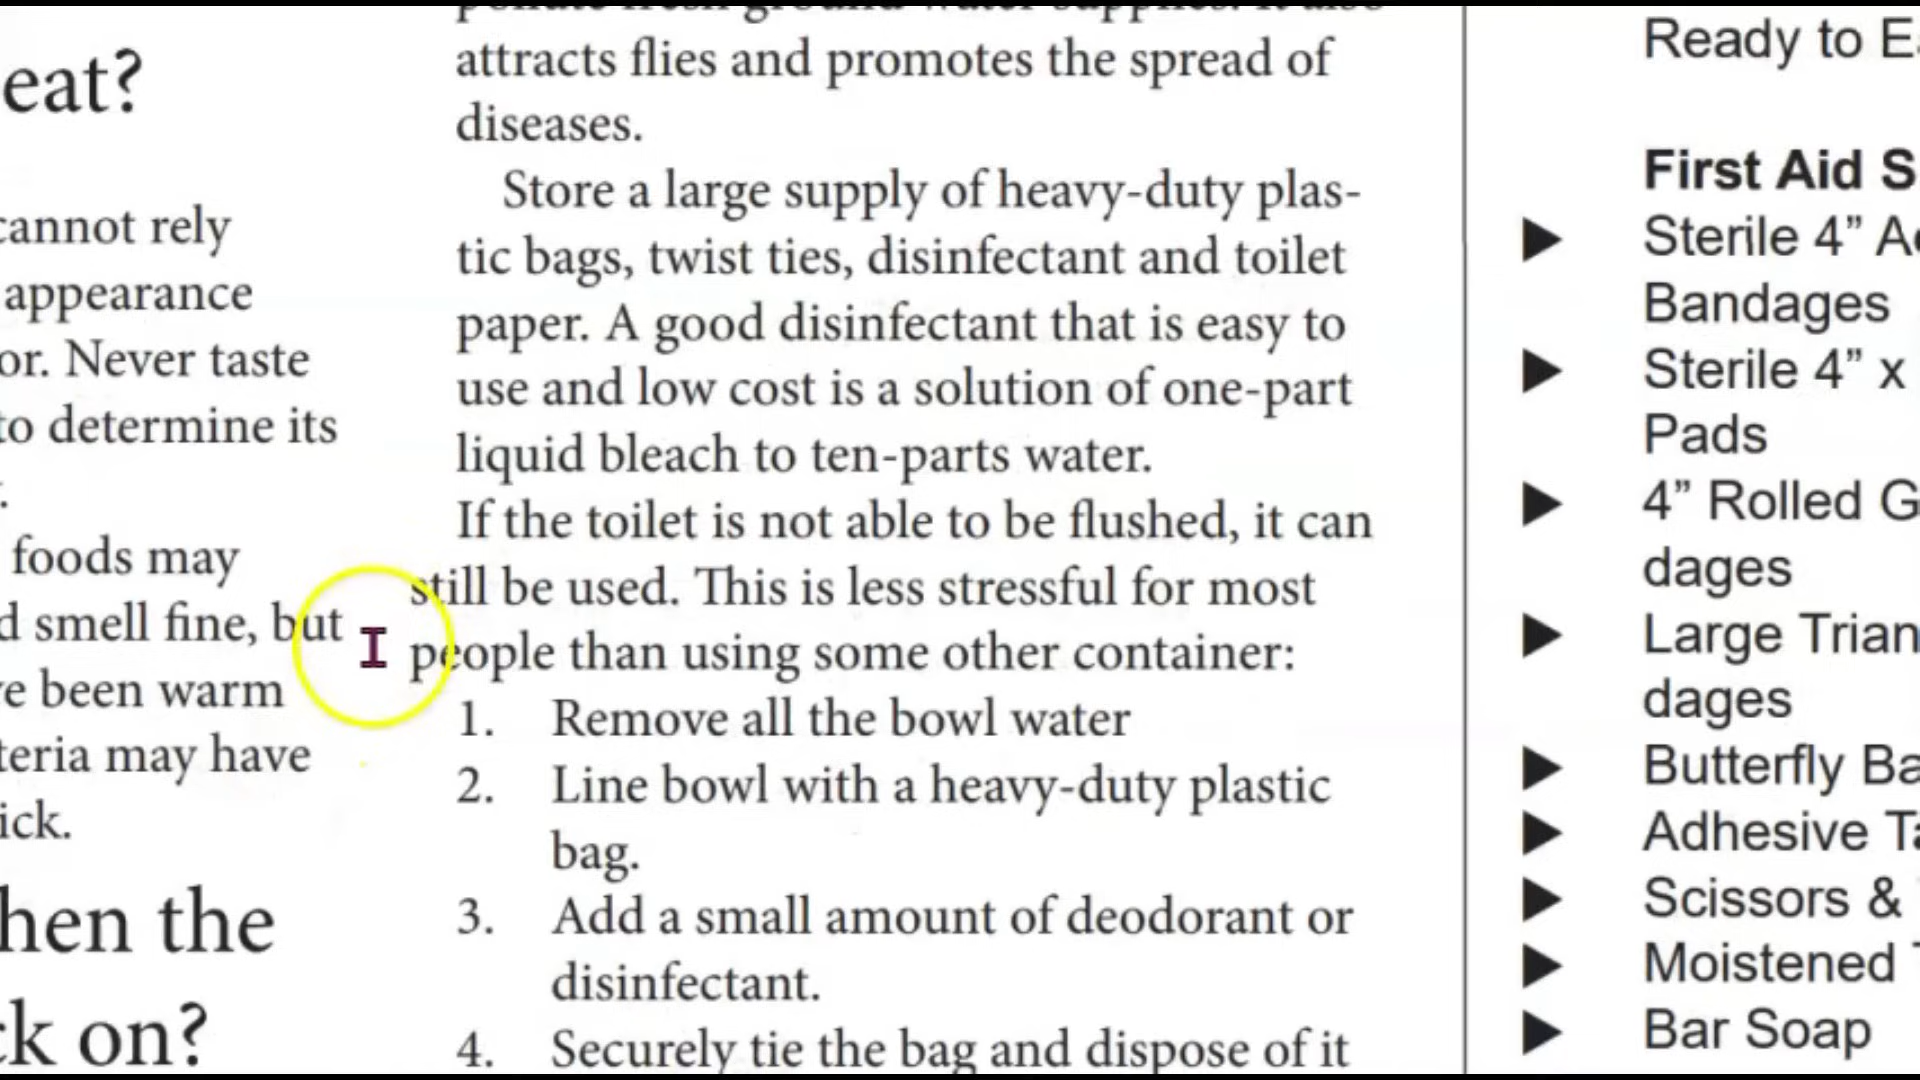 eat?
cannot rely
appearance
or. Never taste
to determine its
foods may
d smell fine, but
e been warm
teria may have
ick.
hen the
ck on?
attracts flies and promotes the spread of
diseases.
Store a large supply of heavy-duty plas-
tic bags, twist ties, disinfectant and toilet
paper. A good disinfectant that is easy to
use and low cost is a solution of one-part
liquid bleach to ten-parts water.
If the toilet is not able to be flushed, it can
still be used. This is less stressful for most
people than using some other container:
1. Remove all the bowl water
2. Line bowl with a heavy-duty plastic
bag.
3. Add a small amount of deodorant or
disinfectant.
4. Securely tie the bag and dispose of it
Ready to E
First Aid S
Sterile 4” A
Bandages
Sterile 4” x
Pads
4” Rolled G
dages
Large Trian
dages
Butterfly Ba
Adhesive Ta
Scissors &
Moistened T
Bar Soap